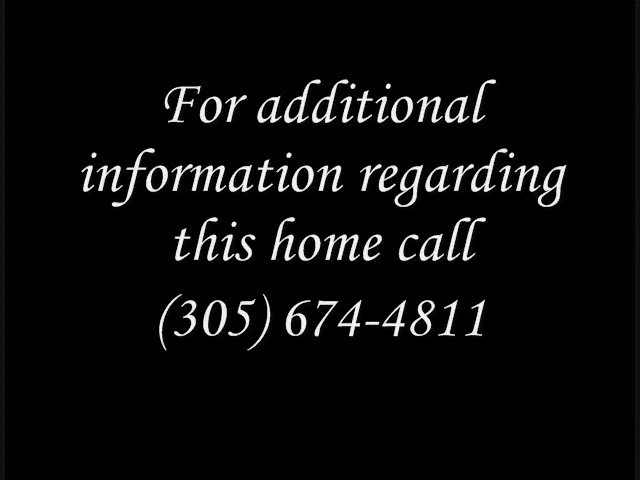 For additional
information regarding
this home call
(305) 674-4811